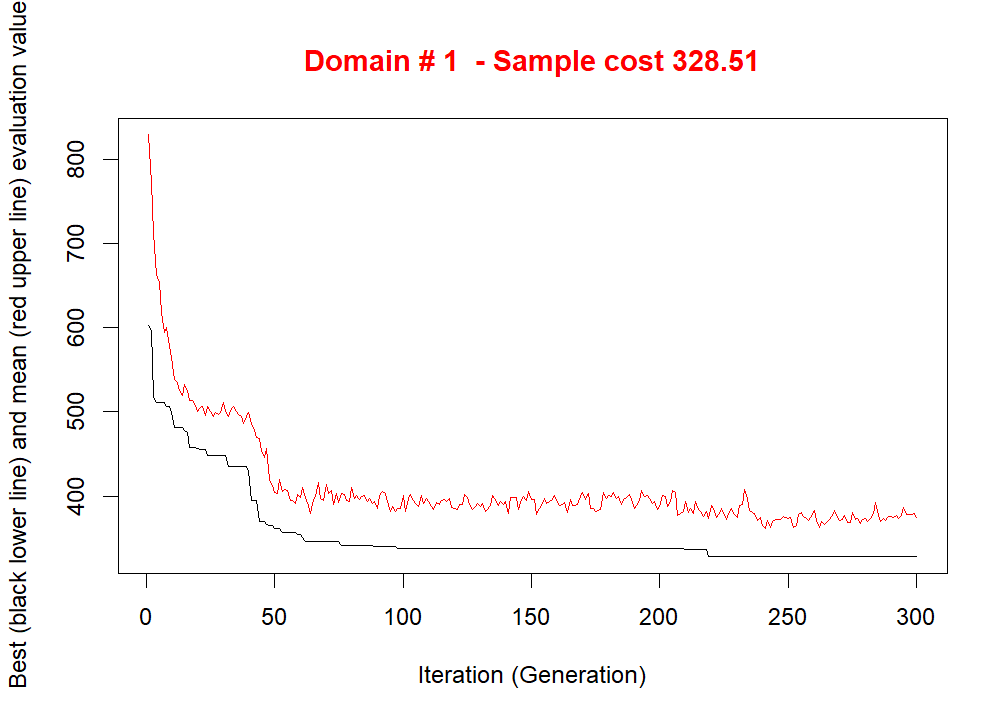 Domain # 1  - Sample cost 328.51
Best (black lower line) and mean (red upper line) evaluation value
800
700
600
500
400
0 50 100 150 200 250 300
Iteration (Generation)